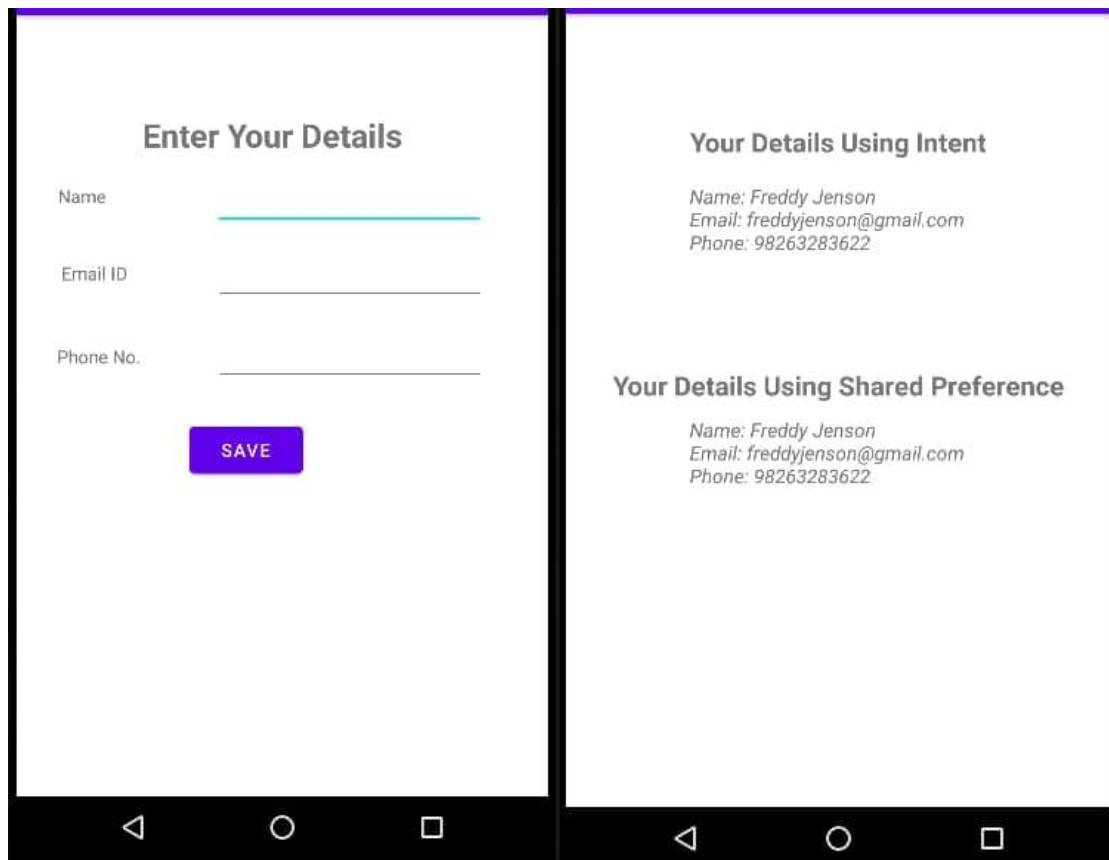 Enter Your Details
Name
Email ID
Phone No.
SAVE
Your Details Using Intent
Name: Freddy Jenson
Email: freddyjenson@gmail.com
Phone: 98263283622
Your Details Using Shared Preference
Name: Freddy Jenson
Email: freddyjenson@gmail.com
Phone: 98263283622